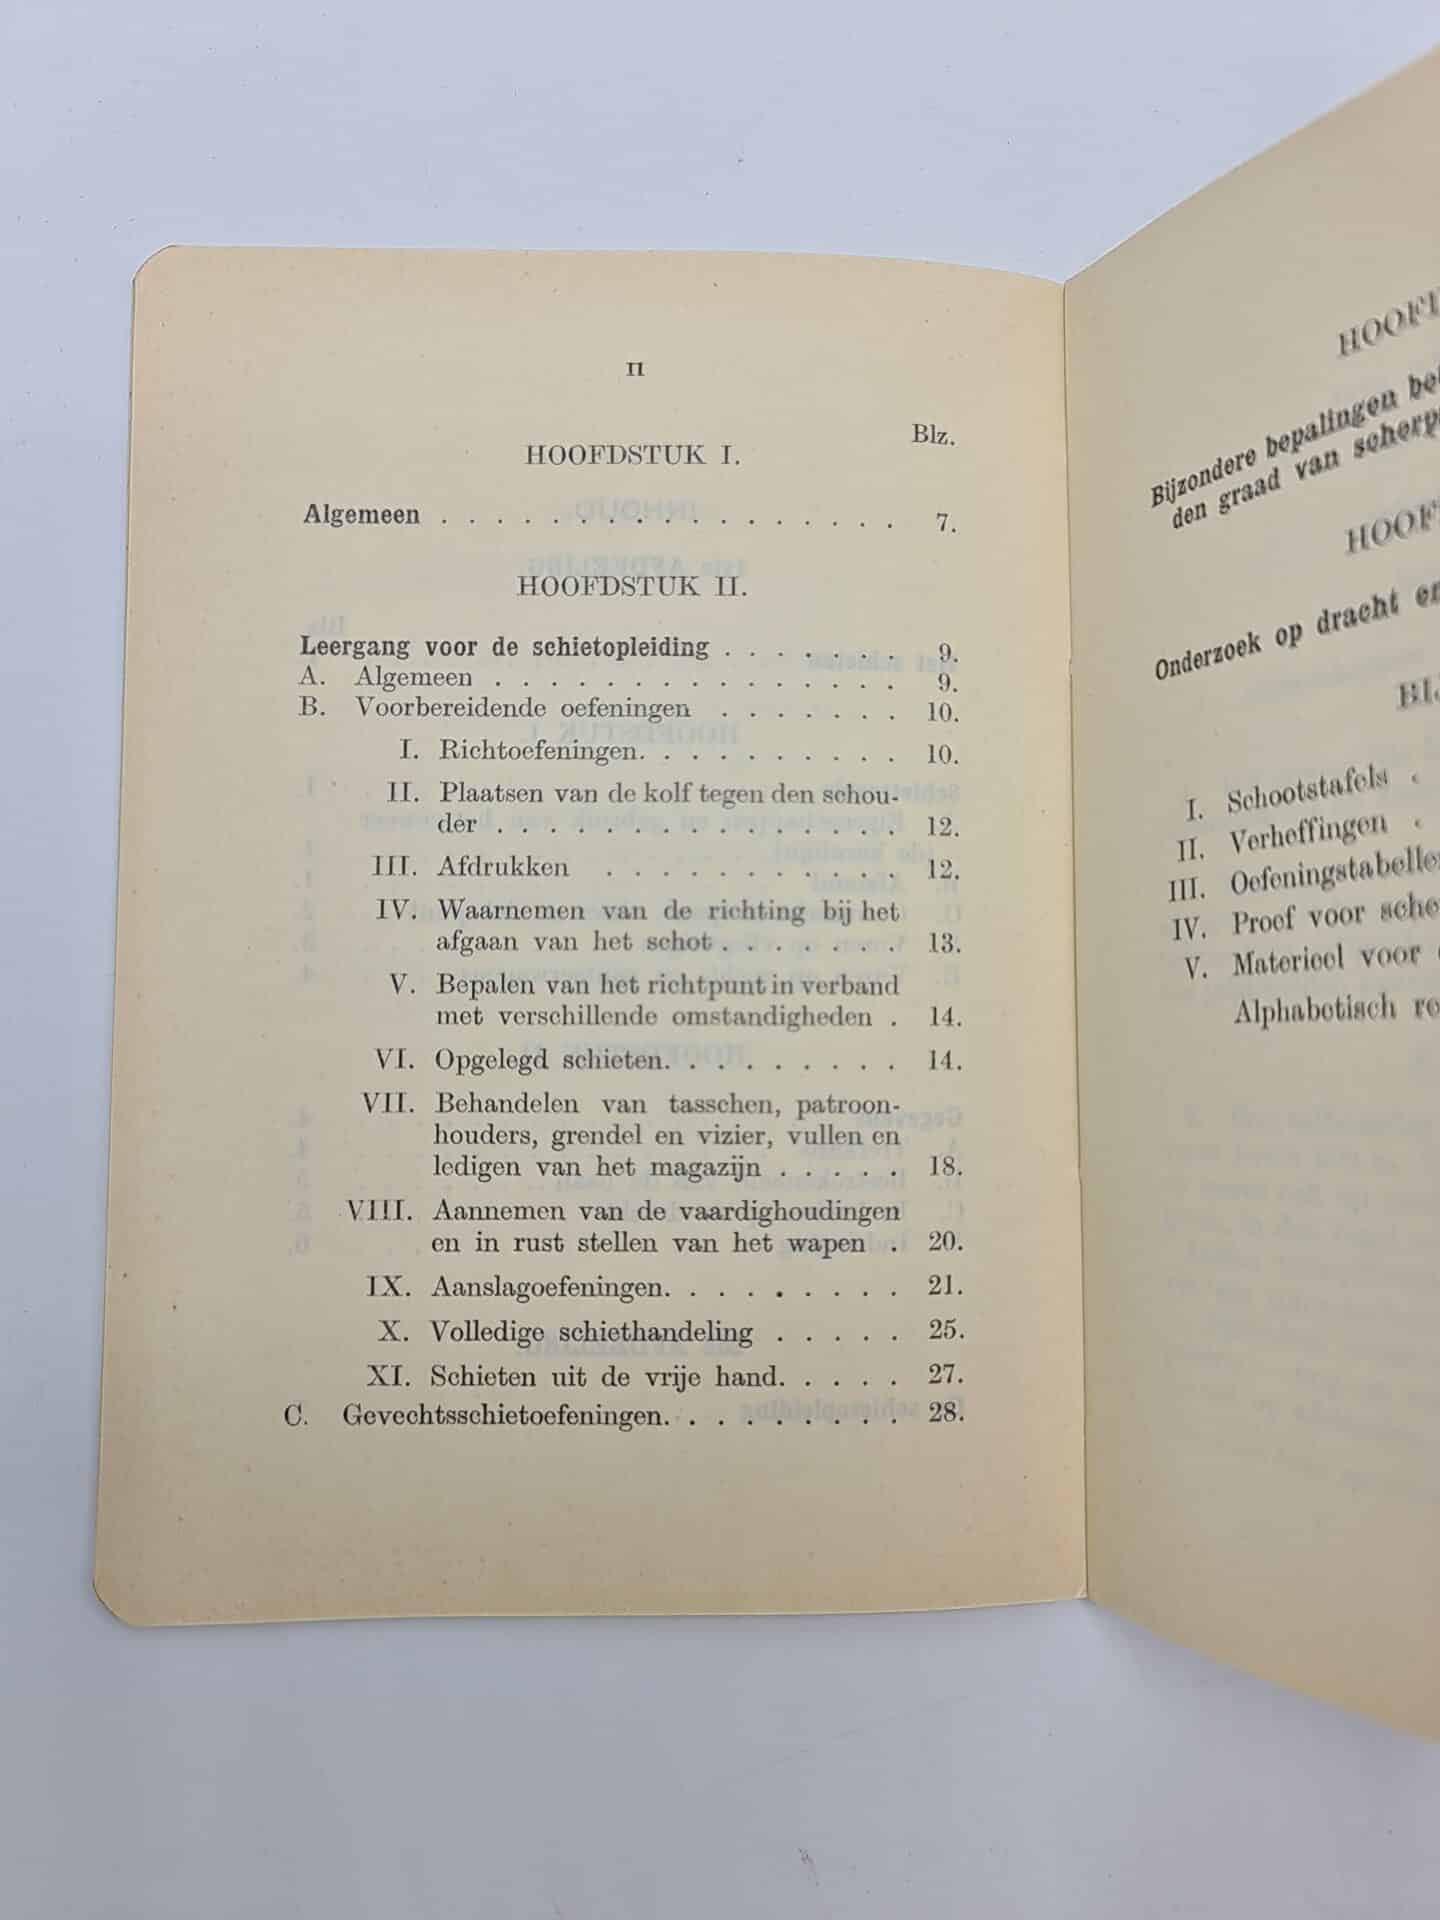 II
Blz.
HOOFDSTUK I.
Algemeen . . . . . . . . . . . . . . . . . 7.
HOOFDSTUK II.
Leergang voor de schietopleiding . . . . . . . 9.
A. Algemeen . . . . . . . . . . . . . . . 9.
B. Voorbereidende oefeningen . . . . . . . 10.
I. Richtoefeningen. . . . . . . . . . 10.
II. Plaatsen van de kolf tegen den schou-
der . . . . . . . . . . . . . . . 12.
III. Afdrukken . . . . . . . . . . . 12.
IV. Waarnemen van de richting bij het
afgaan van het schot . . . . . . . 13.
V. Bepalen van het richtpunt in verband
met verschillende omstandigheden . 14.
VI. Opgelegd schieten. . . . . . . . . 14.
VII. Behandelen van tasschen, patroon-
houders, grendel en vizier, vullen en
ledigen van het magazijn . . . . . 18.
VIII. Aannemen van de vaardighoudingen
en in rust stellen van het wapen . 20.
IX. Aanslagoefeningen. . . . . . . . . 21.
X. Volledige schiethandeling . . . . . 25.
XI. Schieten uit de vrije hand. . . . . 27.
C. Gevechtsschietoefeningen. . . . . . . . . 28.
Bijzondere bepalingen
den graad van
Onderzoek op dracht
I. Schootstafels .
II. Verheffingen .
III.
IV. Proef voor
V. Materieel voor
Alphabetisch